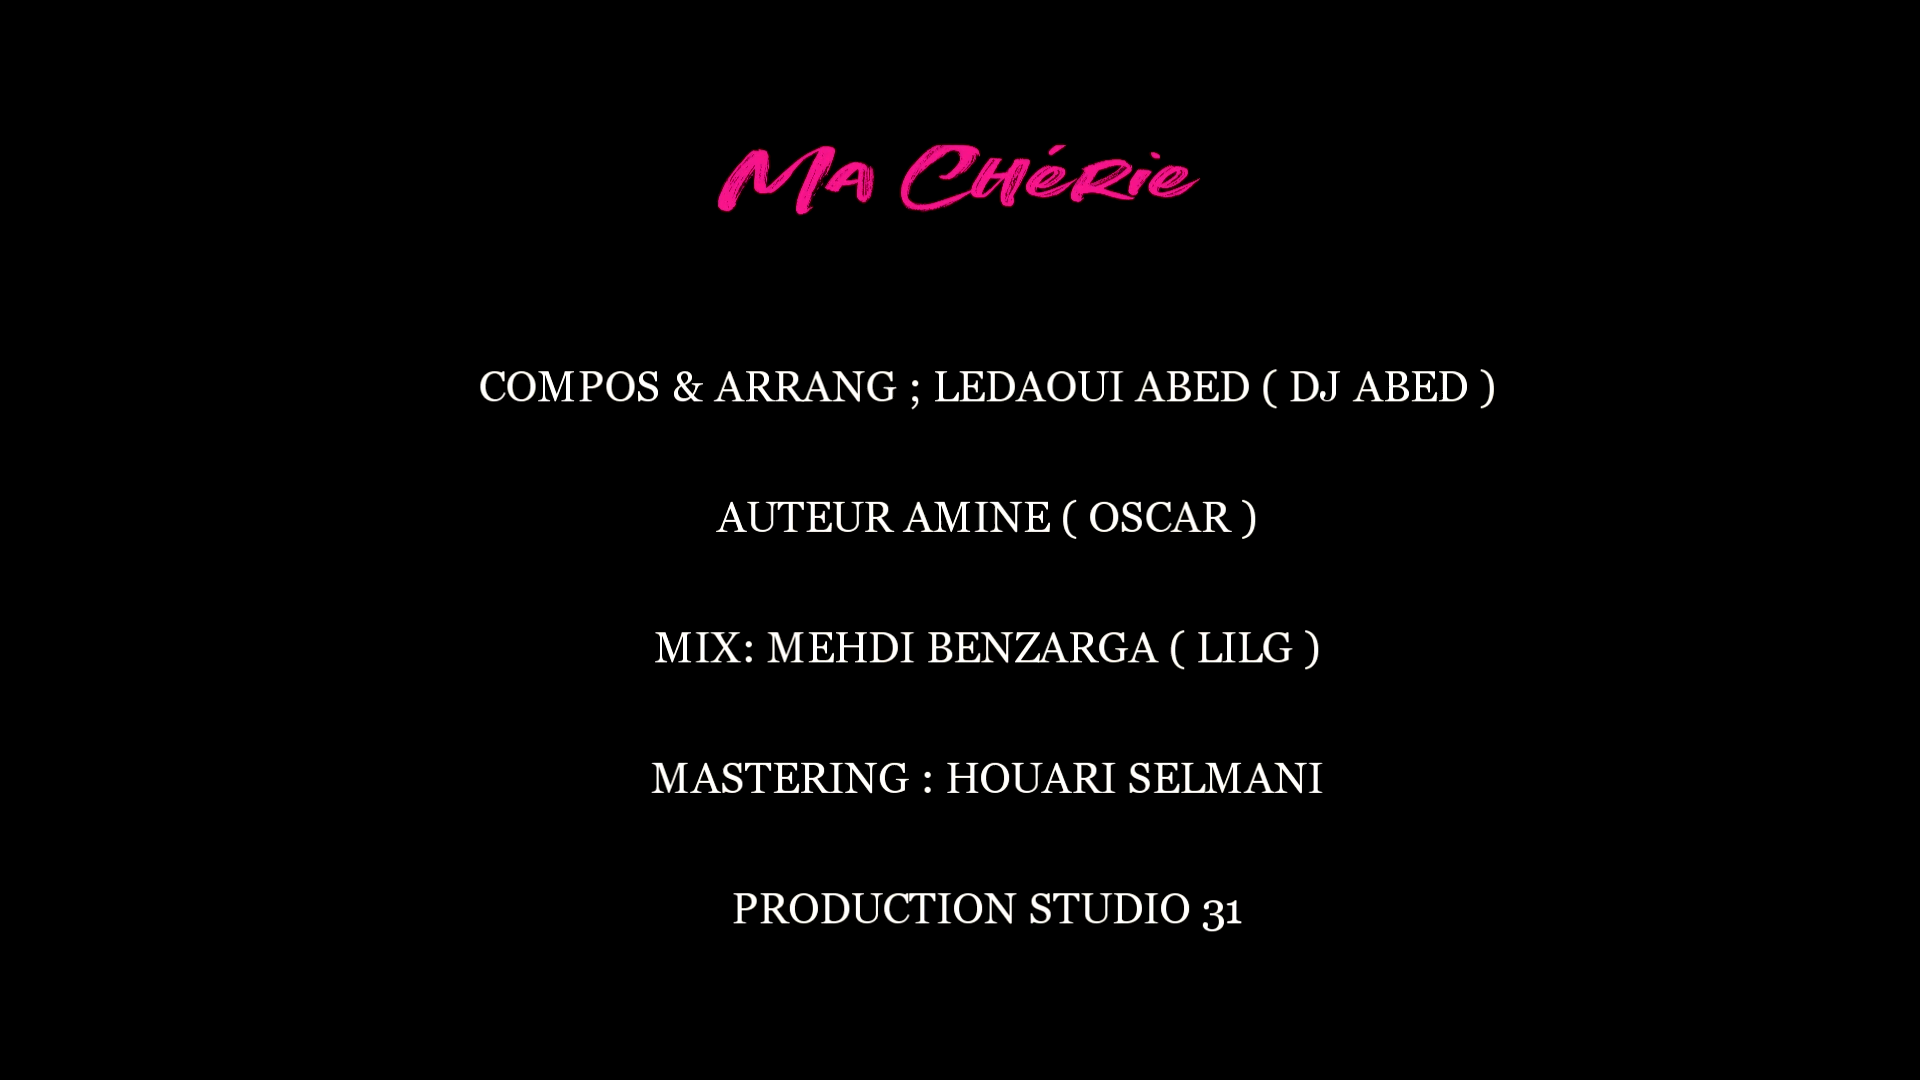 Ma Chérie
COMPOS & ARRANG ; LEDAOUI ABED ( DJ ABED )
AUTEUR AMINE ( OSCAR )
MIX: MEHDI BENZARGA ( LILG )
MASTERING : HOUARI SELMANI
PRODUCTION STUDIO 31